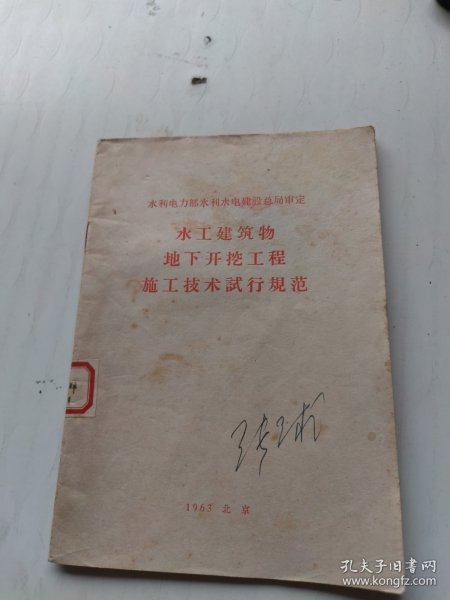 水利电力部水利水电建設总局审定
水工建筑物
地下开挖工程
施工技术試行規范
1963 北京
孔夫子旧书网
www.kongfz.com